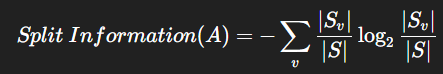 Split Information(A) = −∑_v |S_v|/|S| log₂ |S_v|/|S|